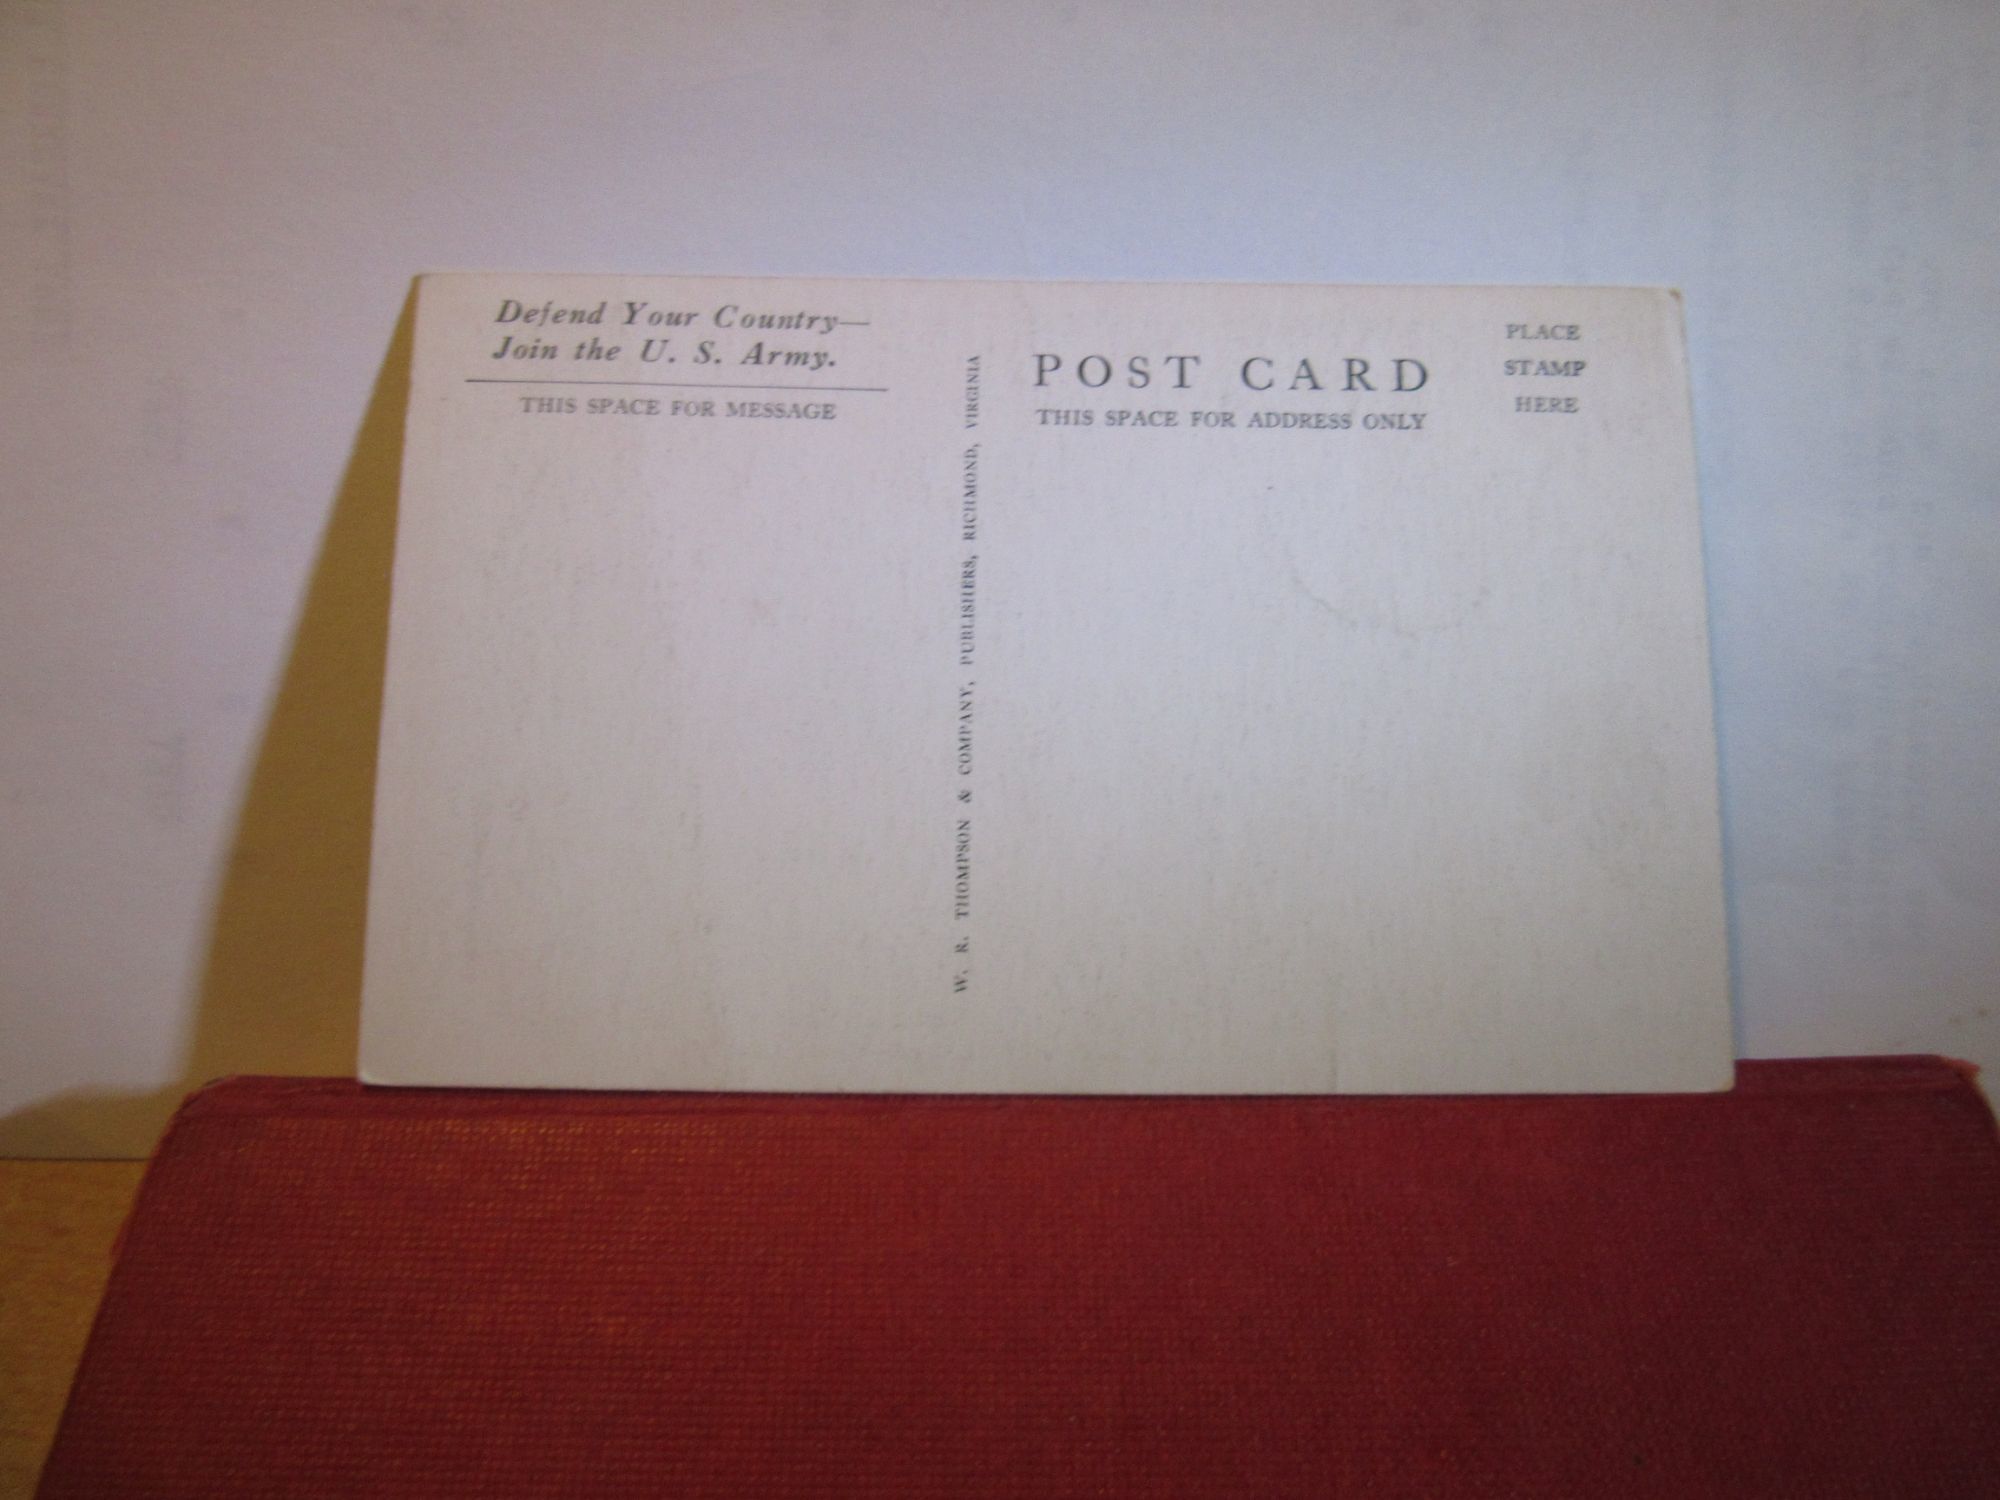 Defend Your Country—
Join the U. S. Army.
THIS SPACE FOR MESSAGE
W. R. THOMPSON & COMPANY, PUBLISHERS, RICHMOND, VIRGINIA
POST CARD
THIS SPACE FOR ADDRESS ONLY
PLACE
STAMP
HERE